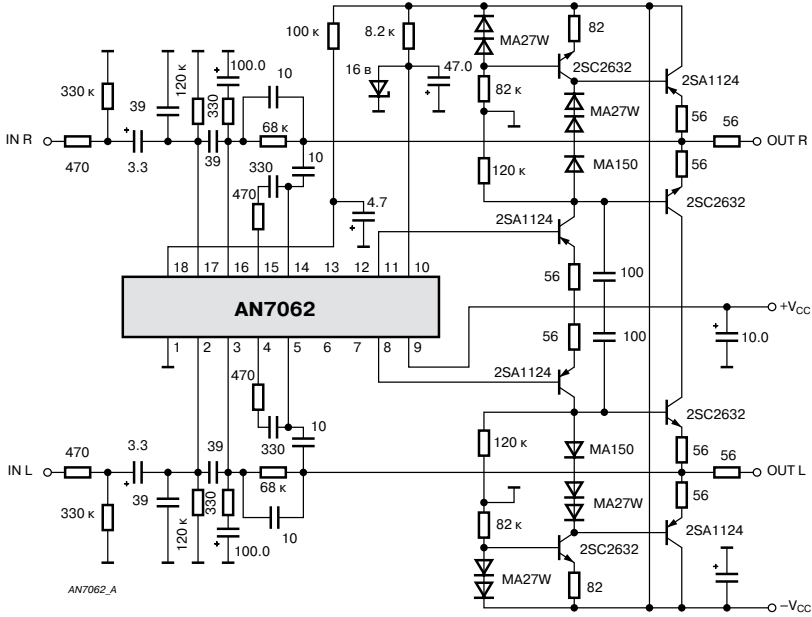 100 к
8.2 к
MA27W
82
2SC2632
2SA1124
330 к
39
120 к
100.0
330
10
16 в
47.0
82 к
MA27W
56
56
IN R
470
3.3
39
68 к
330
10
OUT R
56
120 к
MA150
470
4.7
2SA1124
2SC2632
18 17 16 15 14 13 12 11 10
56
100
AN7062
+VCC
56
100
10.0
1 2 3 4 5 6 7 8 9
2SA1124
470
330
10
2SC2632
IN L
470
3.3
39
39
330 к
120 к
330
68 к
10
100.0
120 к
MA150
56
56
OUT L
56
MA27W
82 к
2SC2632
2SA1124
MA27W
82
AN7062_A
–VCC